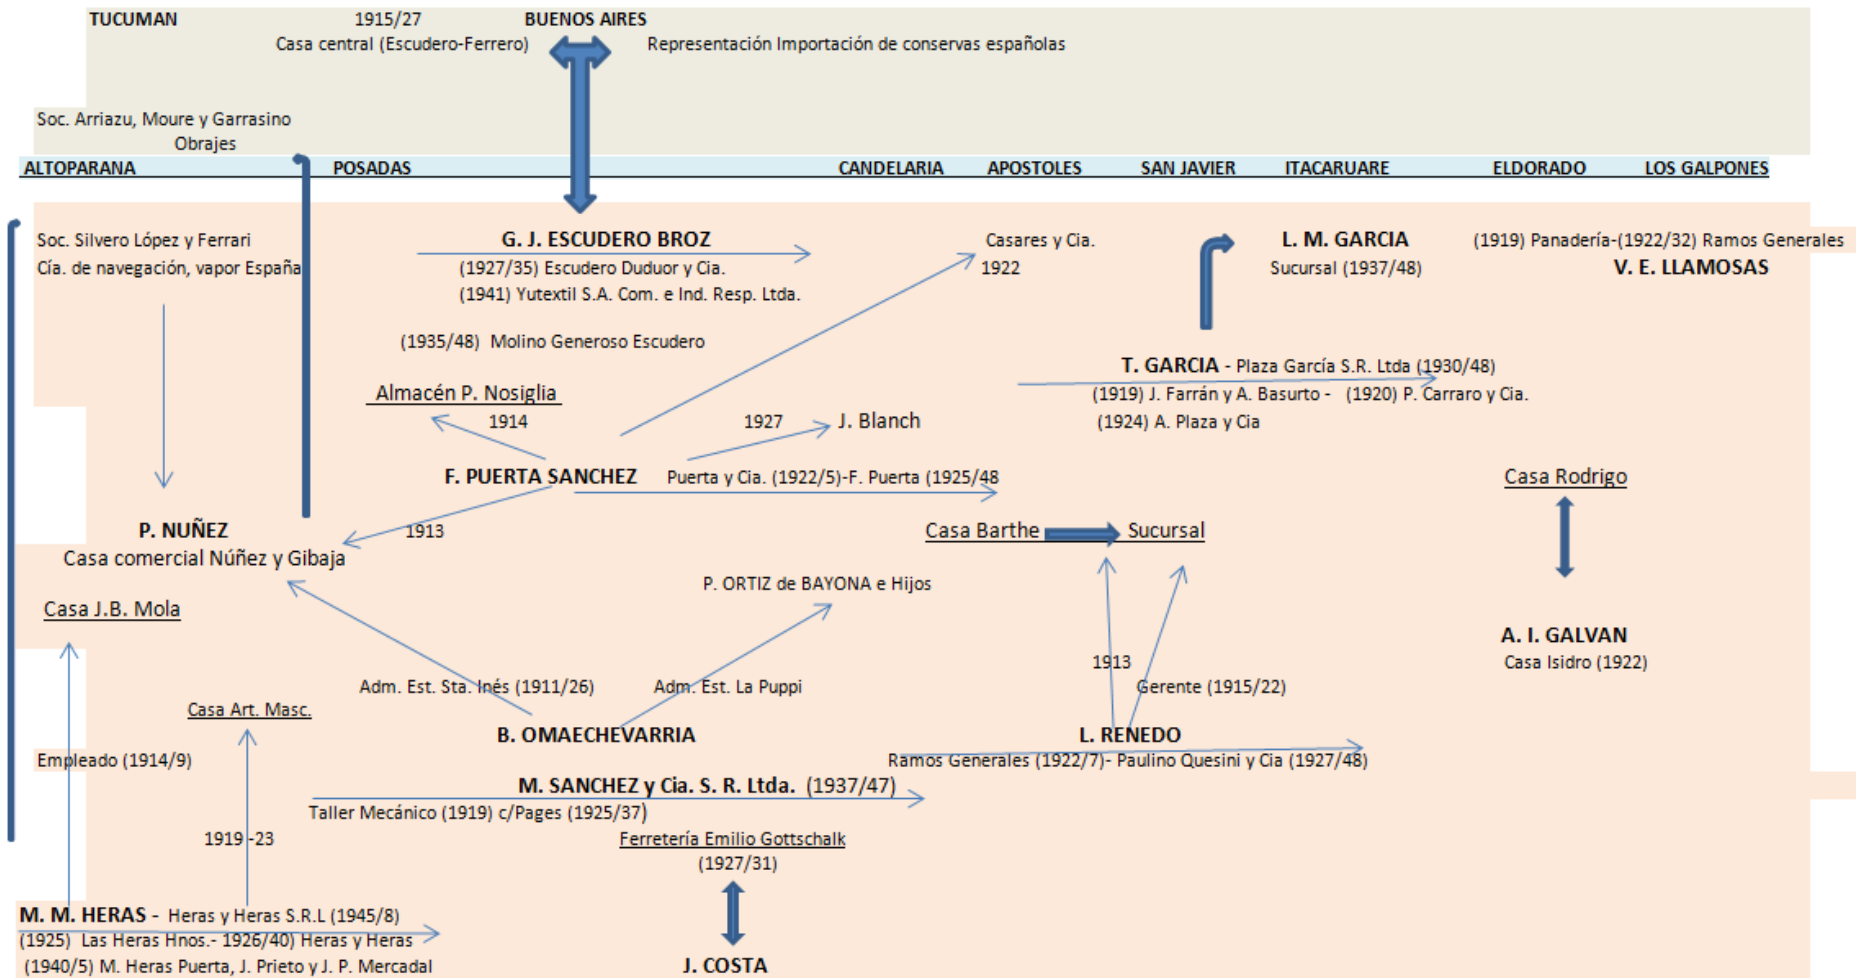 TUCUMAN 1915/27 BUENOS AIRES
Casa central (Escudero-Ferrero) Representación Importación de conservas españolas
Soc. Arriazu, Moure y Garrasino
Obrajes
ALTOPARANA POSADAS CANDELARIA APOSTOLES SAN JAVIER ITACARUARE ELDORADO LOS GALPONES
Soc. Silvero López y Ferrari
Cía. de navegación, vapor España
G. J. ESCUDERO BROZ
(1927/35) Escudero Duduor y Cia.
(1941) Yutextil S.A. Com. e Ind. Resp. Ltda.
(1935/48) Molino Generoso Escudero
Casares y Cia.
1922
L. M. GARCIA
Sucursal (1937/48)
(1919) Panadería-(1922/32) Ramos Generales
V. E. LLAMOSAS
T. GARCIA - Plaza García S.R. Ltda (1930/48)
(1919) J. Farrán y A. Basurto - (1920) P. Carraro y Cia.
(1924) A. Plaza y Cia
Almacén P. Nosiglia
1914
1927
J. Blanch
F. PUERTA SANCHEZ Puerta y Cia. (1922/5)-F. Puerta (1925/48
Casa Rodrigo
P. NUÑEZ
1913
Casa comercial Núñez y Gibaja
Casa Barthe Sucursal
P. ORTIZ de BAYONA e Hijos
Casa J.B. Mola
A. I. GALVAN
Casa Isidro (1922)
1913
Adm. Est. Sta. Inés (1911/26) Adm. Est. La Puppi
Gerente (1915/22)
Casa Art. Masc.
B. OMAECHEVARRIA
L. RENEDO
Empleado (1914/9)
Ramos Generales (1922/7)- Paulino Quesini y Cia (1927/48)
M. SANCHEZ y Cia. S. R. Ltda. (1937/47)
Taller Mecánico (1919) c/Pages (1925/37)
1919 -23
Ferretería Emilio Gottschalk
(1927/31)
M. M. HERAS - Heras y Heras S.R.L (1945/8)
(1925) Las Heras Hnos.- 1926/40) Heras y Heras
(1940/5) M. Heras Puerta, J. Prieto y J. P. Mercadal
J. COSTA